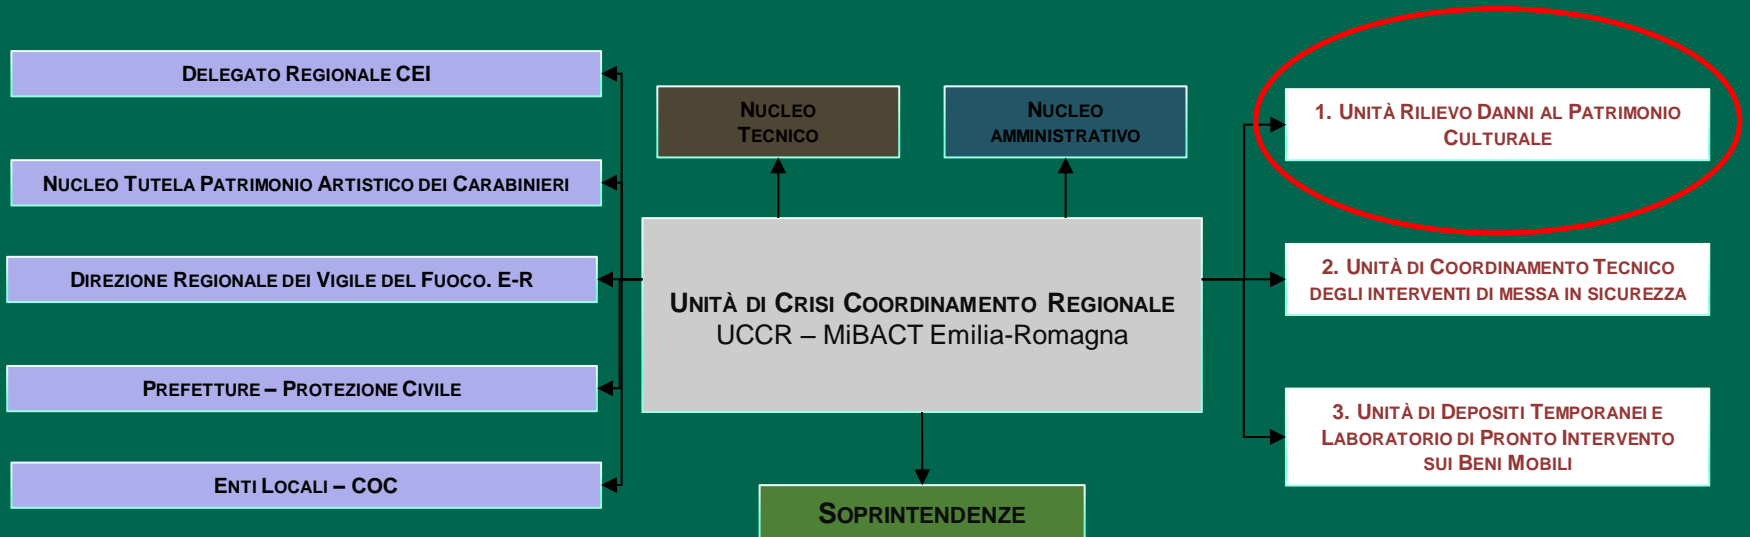 Delegato Regionale CEI
Nucleo Tutela Patrimonio Artistico dei Carabinieri
Direzione Regionale dei Vigile del Fuoco. E-R
Prefetture – Protezione Civile
Enti Locali – COC
Nucleo
Tecnico
Nucleo
amministrativo
Unità di Crisi Coordinamento Regionale
UCCR – MiBACT Emilia-Romagna
Soprintendenze
1. Unità Rilievo Danni al Patrimonio
Culturale
2. Unità di Coordinamento Tecnico
degli interventi di messa in sicurezza
3. Unità di Depositi Temporanei e
Laboratorio di Pronto Intervento
sui Beni Mobili